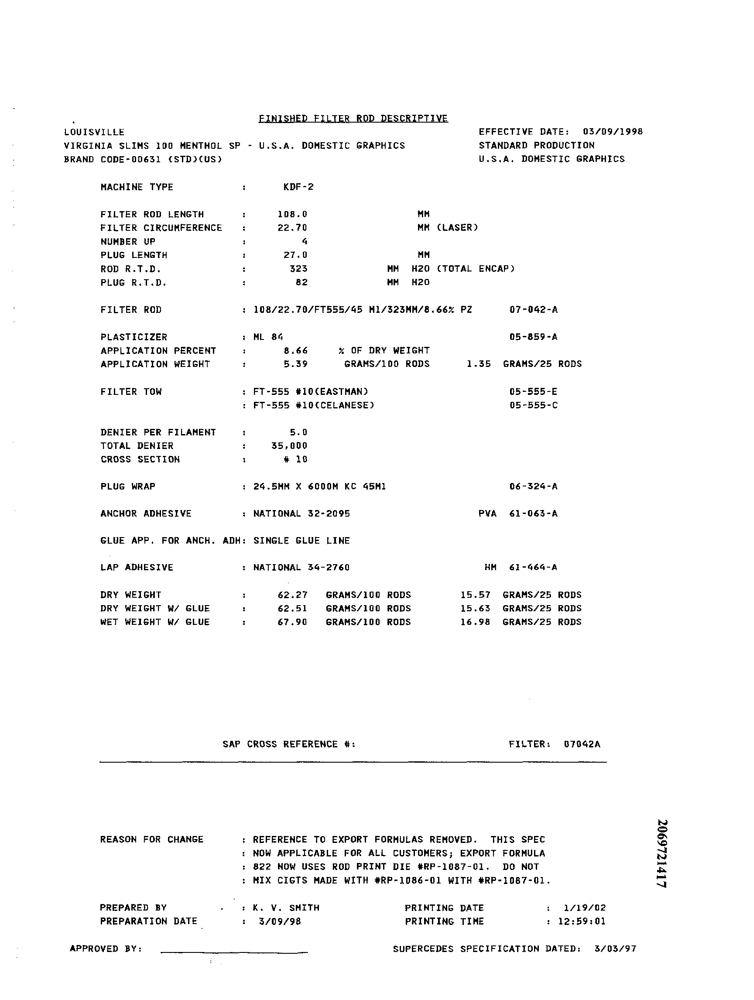 FINISHED FILTER ROD DESCRIPTIVE
LOUISVILLE EFFECTIVE DATE: 03/09/1998
VIRGINIA SLIMS 100 MENTHOL SP - U.S.A. DOMESTIC GRAPHICS STANDARD PRODUCTION
BRAND CODE-00631 (STD)(US) U.S.A. DOMESTIC GRAPHICS
MACHINE TYPE : KDF-2
FILTER ROD LENGTH : 108.0 MM
FILTER CIRCUMFERENCE : 22.70 MM (LASER)
NUMBER UP : 4
PLUG LENGTH : 27.0 MM
ROD R.T.D. : 323 MM H2O (TOTAL ENCAP)
PLUG R.T.D. : 82 MM H2O
FILTER ROD : 108/22.70/FT555/45 M1/323MM/8.66% PZ 07-042-A
PLASTICIZER : ML 84 05-859-A
APPLICATION PERCENT : 8.66 % OF DRY WEIGHT
APPLICATION WEIGHT : 5.39 GRAMS/100 RODS 1.35 GRAMS/25 RODS
FILTER TOW : FT-555 #10(EASTMAN) 05-555-E
: FT-555 #10(CELANESE) 05-555-C
DENIER PER FILAMENT : 5.0
TOTAL DENIER : 35,000
CROSS SECTION : # 10
PLUG WRAP : 24.5MM X 6000M KC 45M1 06-324-A
ANCHOR ADHESIVE : NATIONAL 32-2095 PVA 61-063-A
GLUE APP. FOR ANCH. ADH: SINGLE GLUE LINE
LAP ADHESIVE : NATIONAL 34-2760 HM 61-464-A
DRY WEIGHT : 62.27 GRAMS/100 RODS 15.57 GRAMS/25 RODS
DRY WEIGHT W/ GLUE : 62.51 GRAMS/100 RODS 15.63 GRAMS/25 RODS
WET WEIGHT W/ GLUE : 67.90 GRAMS/100 RODS 16.98 GRAMS/25 RODS
SAP CROSS REFERENCE #: FILTER: 07042A
REASON FOR CHANGE : REFERENCE TO EXPORT FORMULAS REMOVED. THIS SPEC
: NOW APPLICABLE FOR ALL CUSTOMERS; EXPORT FORMULA
: 822 NOW USES ROD PRINT DIE #RP-1087-01. DO NOT
: MIX CIGTS MADE WITH #RP-1086-01 WITH #RP-1087-01.
PREPARED BY : K. V. SMITH PRINTING DATE : 1/19/02
PREPARATION DATE : 3/09/98 PRINTING TIME : 12:59:01
APPROVED BY: SUPERCEDES SPECIFICATION DATED: 3/03/97
2069721417